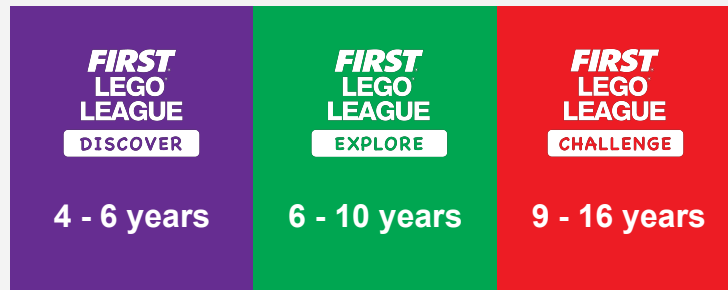 FIRST
LEGO
LEAGUE
DISCOVER
4 - 6 years
FIRST
LEGO
LEAGUE
EXPLORE
6 - 10 years
FIRST
LEGO
LEAGUE
CHALLENGE
9 - 16 years